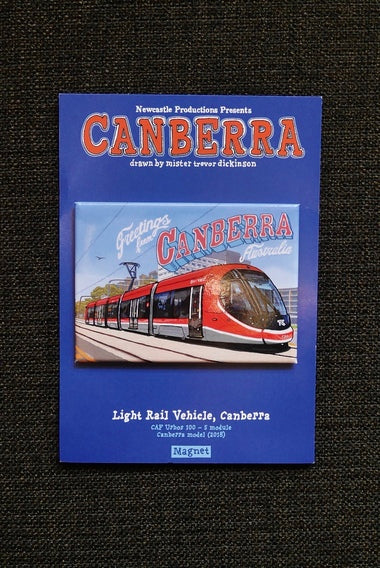 Newcastle Productions Presents
CANBERRA
drawn by mister trevor dickinson
Greetings
from
CANBERRA
Australia
Light Rail Vehicle, Canberra
CAF Urbos 100 – 5 module
Canberra model (2018)
Magnet